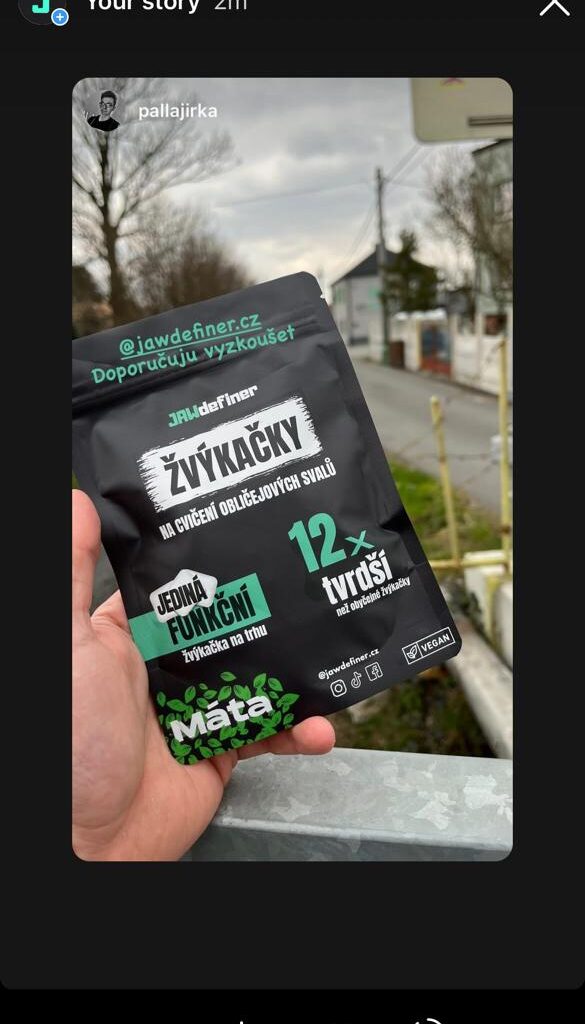 Your story 2m
pallajirka
@jawdefiner.cz
Doporučuju vyzkoušet
JAWdefiner
ŽVÝKAČKY
NA CVIČENÍ OBLIČEJOVÝCH SVALŮ
12x
tvrdší
než obyčejné žvýkačky
JEDINÁ
FUNKČNÍ
žvýkačka na trhu
Máta
@jawdefiner.cz
VEGAN